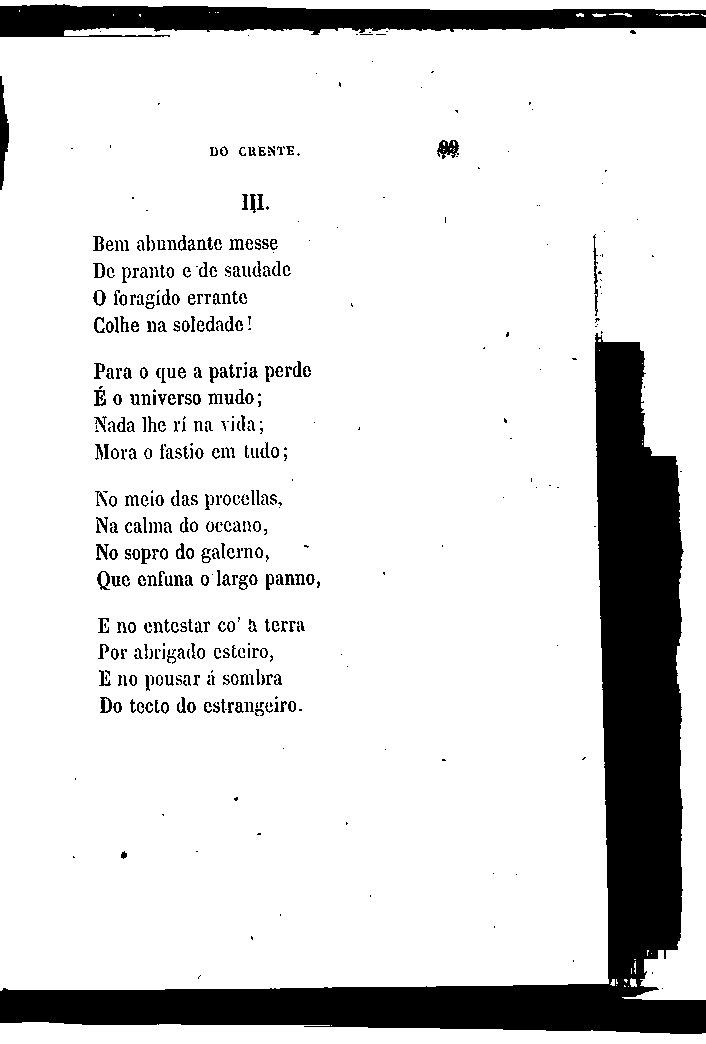 DO CRENTE. 99
III.
Bem abundante messe
De pranto e de saudade
O foragído errante
Colhe na soledade!
Para o que a patria perde
É o universo mudo;
Nada lhe rí na vida;
Mora o fastio em tudo;
No meio das procellas,
Na calma do oceano,
No sopro do galerno,
Que enfuna o largo panno,
E no entestar co' a terra
Por abrigado esteiro,
E no pousar á sombra
Do tecto do estrangeiro.